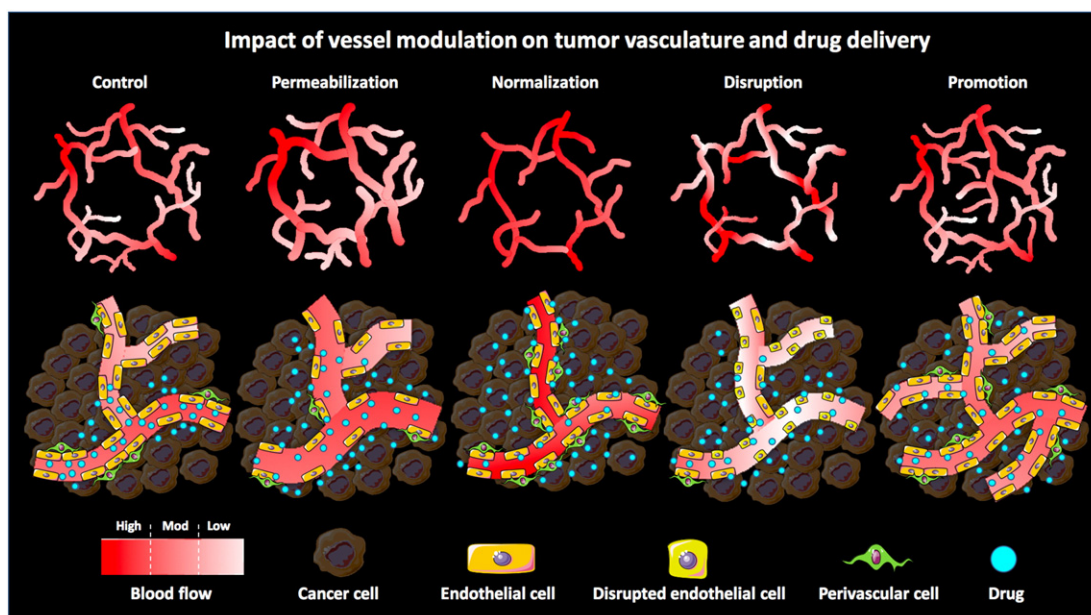 Impact of vessel modulation on tumor vasculature and drug delivery
Control
Permeabilization
Normalization
Disruption
Promotion
High
Mod
Low
Blood flow
Cancer cell
Endothelial cell
Disrupted endothelial cell
Perivascular cell
Drug